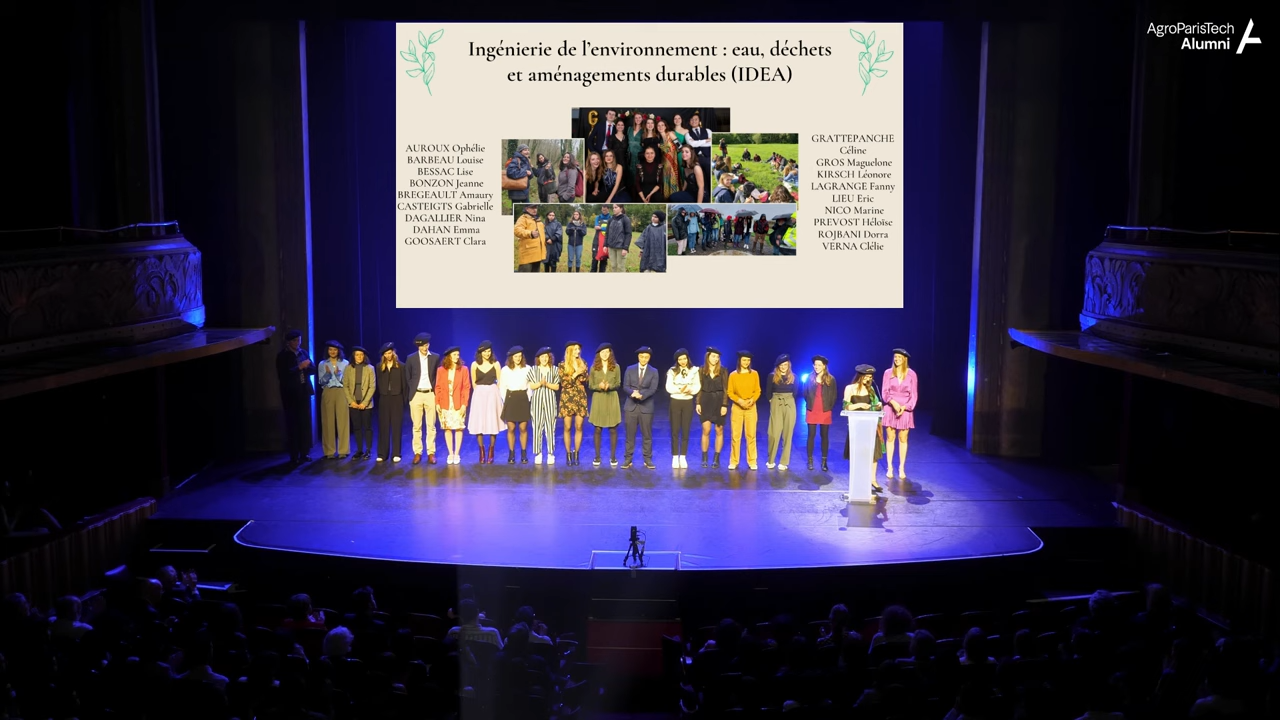 AgroParisTech
Alumni
Ingénierie de l'environnement : eau, déchets
et aménagements durables (IDEA)
AUROUX Ophélie
BARBEAU Louise
BESSAC Lise
BONZON Jeanne
BREGEAULT Amaury
CASTEIGTS Gabrielle
DAGALLIER Nina
DAHAN Emma
GOOSAERT Clara
GRATTEPANCHE
Céline
GROS Maguelone
KIRSCH Léonore
LAGRANGE Fanny
LIEU Eric
NICO Marine
PREVOST Héloïse
ROJBANI Dorra
VERNA Clélie